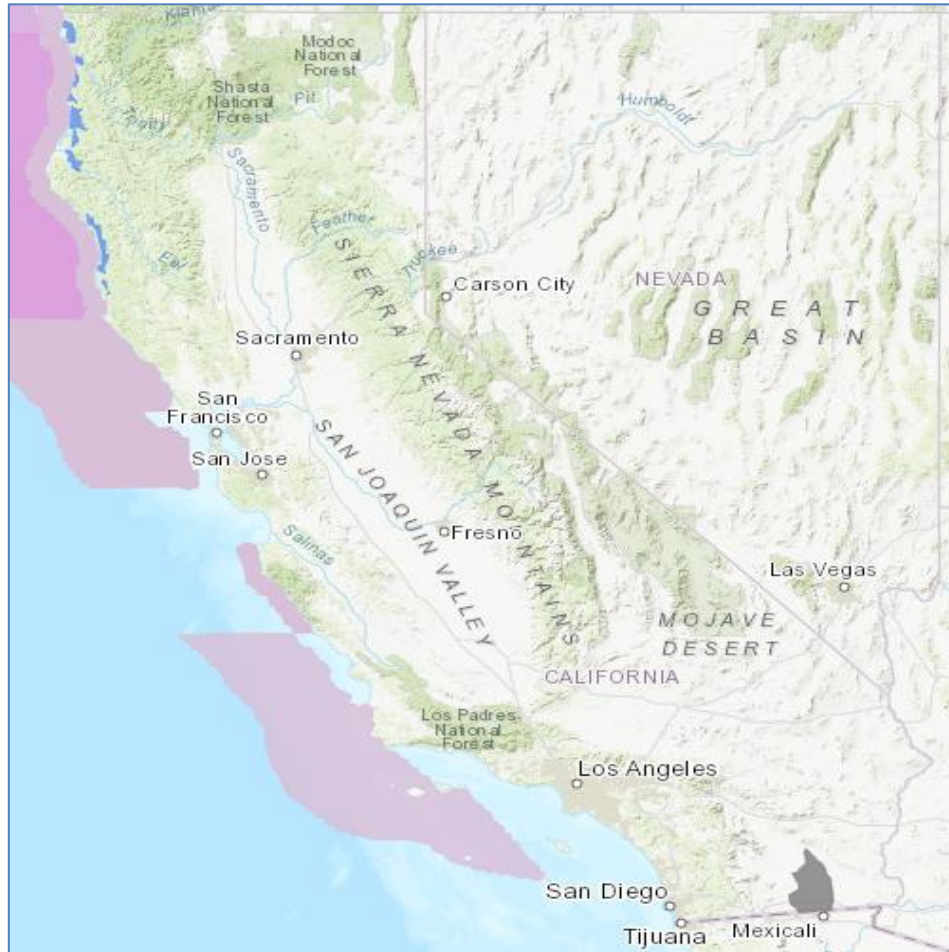 Klamath
Modoc
National
Forest
Shasta
National
Forest
Pit
Trinity
Humboldt
Sacramento
Feather
Eel
Truckee
Carson City
NEVADA
GREAT
BASIN
SIERRA NEVADA MOUNTAINS
Sacramento
San
Francisco
San Jose
SAN JOAQUIN VALLEY
Fresno
Salinas
Las Vegas
MOJAVE
DESERT
CALIFORNIA
Los Padres
National
Forest
Los Angeles
San Diego
Tijuana
Mexicali